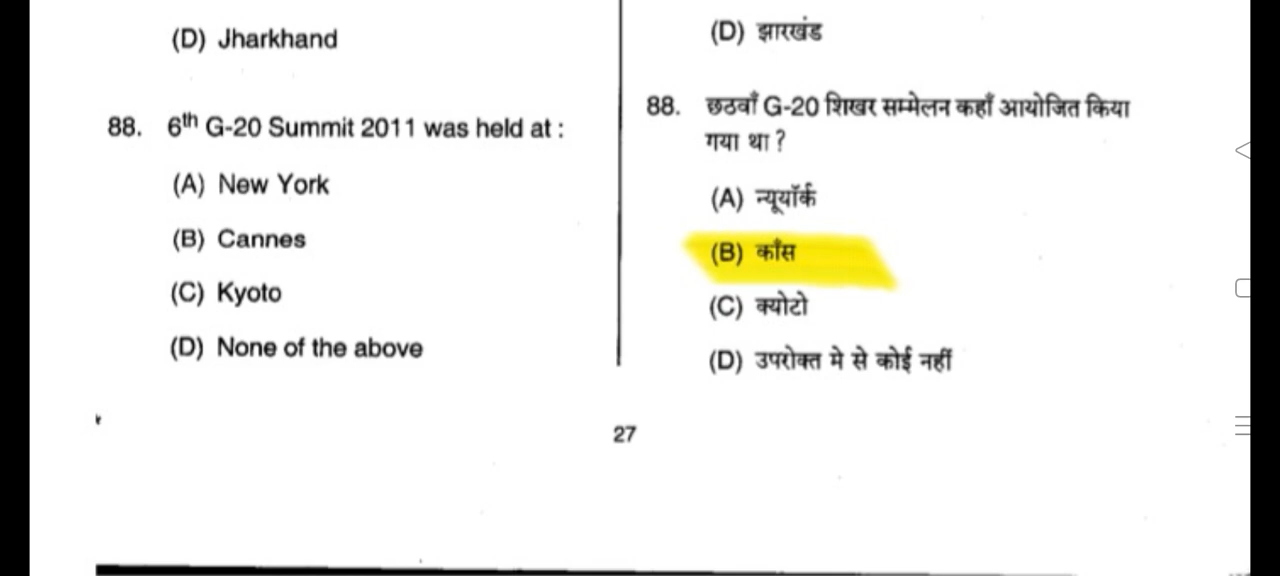 (D) Jharkhand
88. 6th G-20 Summit 2011 was held at :
(A) New York
(B) Cannes
(C) Kyoto
(D) None of the above
(D) झारखंड
88. छठवाँ G-20 शिखर सम्मेलन कहाँ आयोजित किया
गया था ?
(A) न्यूयॉर्क
(B) काँस
(C) क्योटो
(D) उपरोक्त मे से कोई नहीं
27